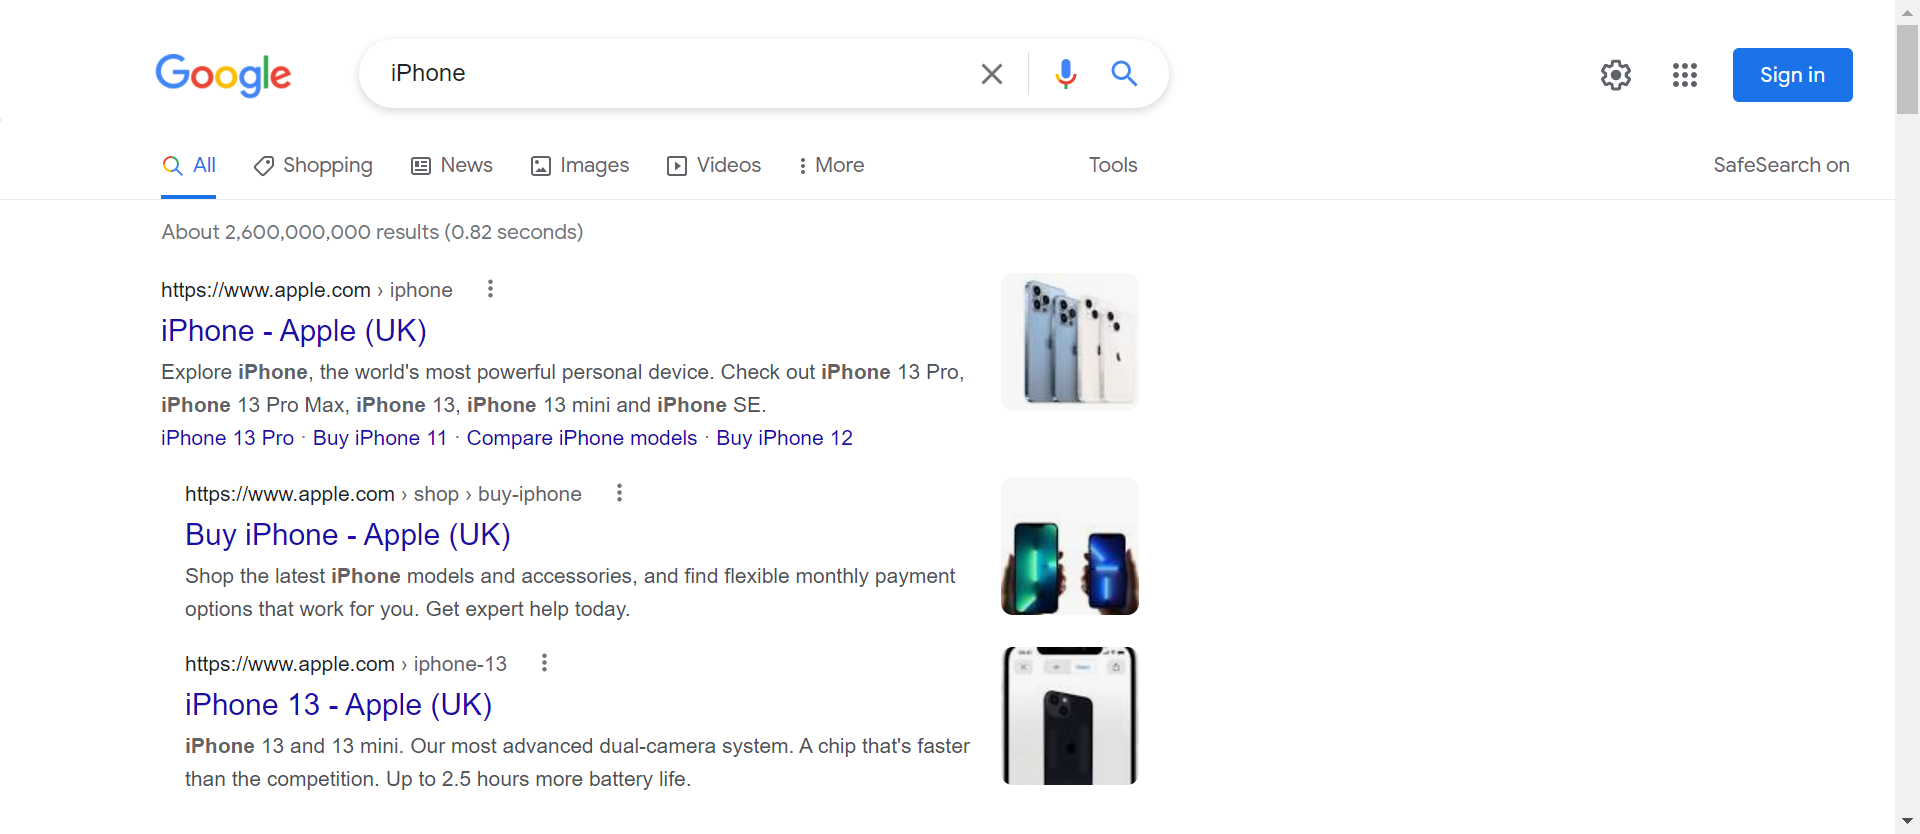 Google
iPhone
Sign in
All
Shopping
News
Images
Videos
More
Tools
SafeSearch on
About 2,600,000,000 results (0.82 seconds)
https://www.apple.com › iphone
iPhone - Apple (UK)
Explore iPhone, the world's most powerful personal device. Check out iPhone 13 Pro,
iPhone 13 Pro Max, iPhone 13, iPhone 13 mini and iPhone SE.
iPhone 13 Pro · Buy iPhone 11 · Compare iPhone models · Buy iPhone 12
https://www.apple.com › shop › buy-iphone
Buy iPhone - Apple (UK)
Shop the latest iPhone models and accessories, and find flexible monthly payment
options that work for you. Get expert help today.
https://www.apple.com › iphone-13
iPhone 13 - Apple (UK)
iPhone 13 and 13 mini. Our most advanced dual-camera system. A chip that's faster
than the competition. Up to 2.5 hours more battery life.